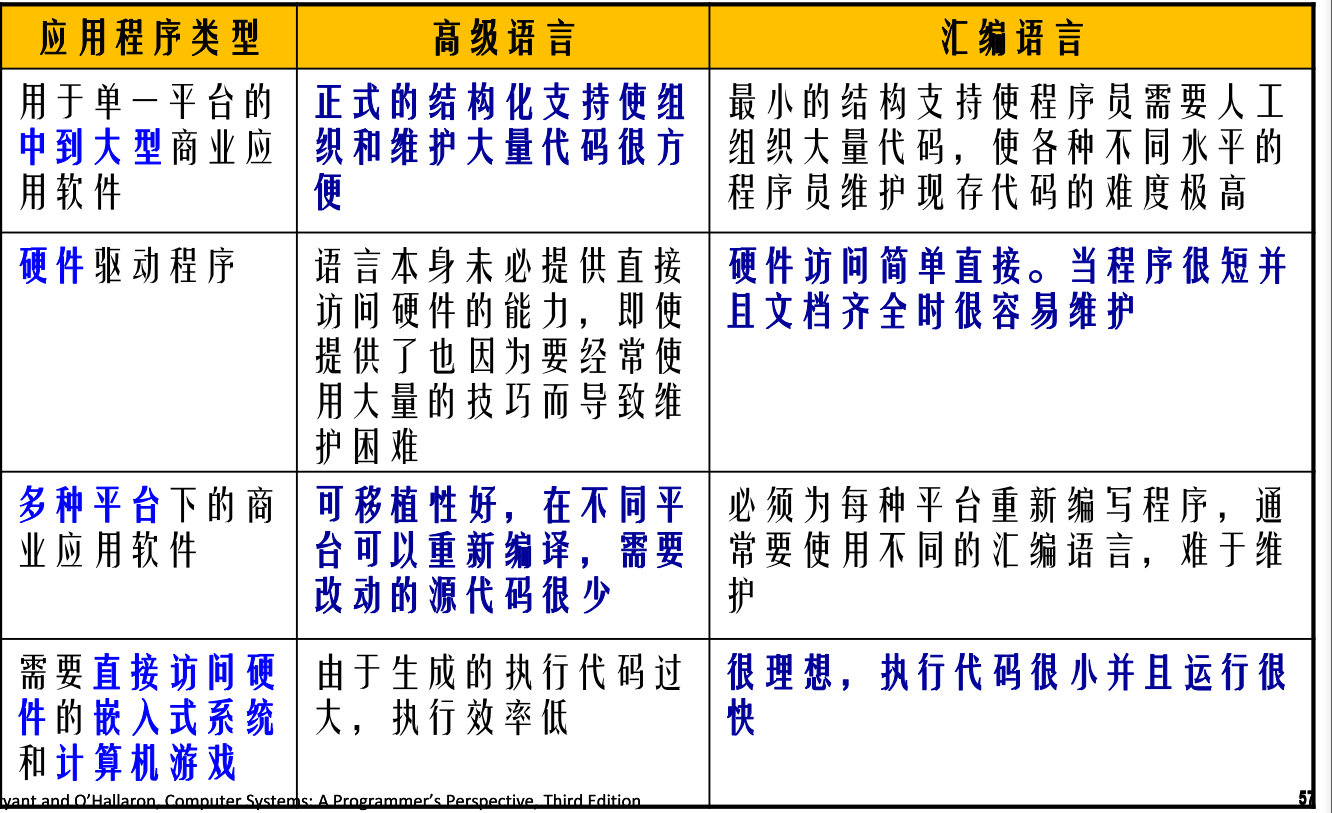 应用程序类型
高级语言
汇编语言
用于单一平台的
中到大型商业应
用软件
正式的结构化支持使组
织和维护大量代码很方
便
最小的结构支持使程序员需要人工
组织大量代码，使各种不同水平的
程序员维护现存代码的难度极高
硬件驱动程序
语言本身未必提供直接
访问硬件的能力，即使
提供了也因为要经常使
用大量的技巧而导致维
护困难
硬件访问简单直接。当程序很短并
且文档齐全时很容易维护
多种平台下的商
业应用软件
可移植性好，在不同平
台可以重新编译，需要
改动的源代码很少
必须为每种平台重新编写程序，通
常要使用不同的汇编语言，难于维
护
需要直接访问硬
件的嵌入式系统
和计算机游戏
由于生成的执行代码过
大，执行效率低
很理想，执行代码很小并且运行很
快
yant and O'Hallaron, Computer Systems: A Programmer's Perspective, Third Edition
57